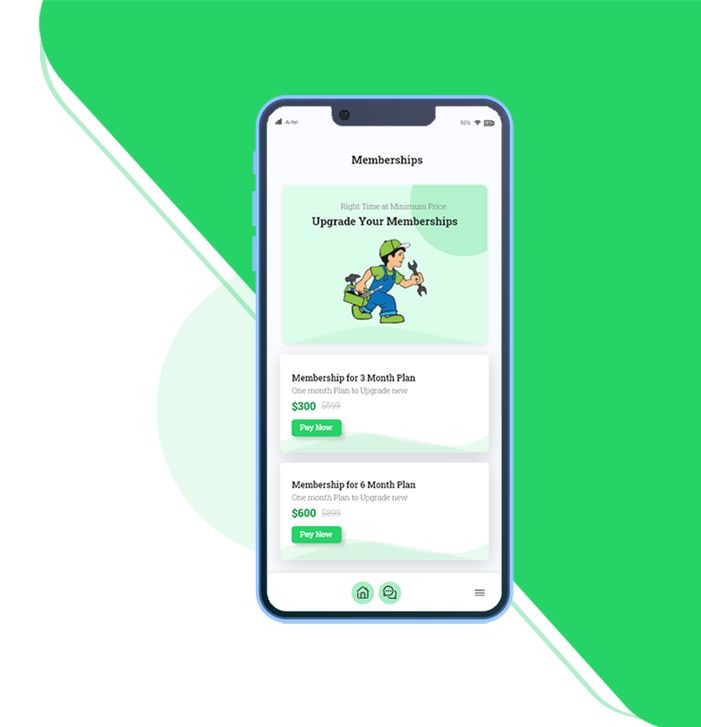 Airtel
93%
Memberships
Right Time at Minimum Price
Upgrade Your Memberships
Membership for 3 Month Plan
One month Plan to Upgrade new
$300 $599
Pay Now
Membership for 6 Month Plan
One month Plan to Upgrade new
$600 $899
Pay Now